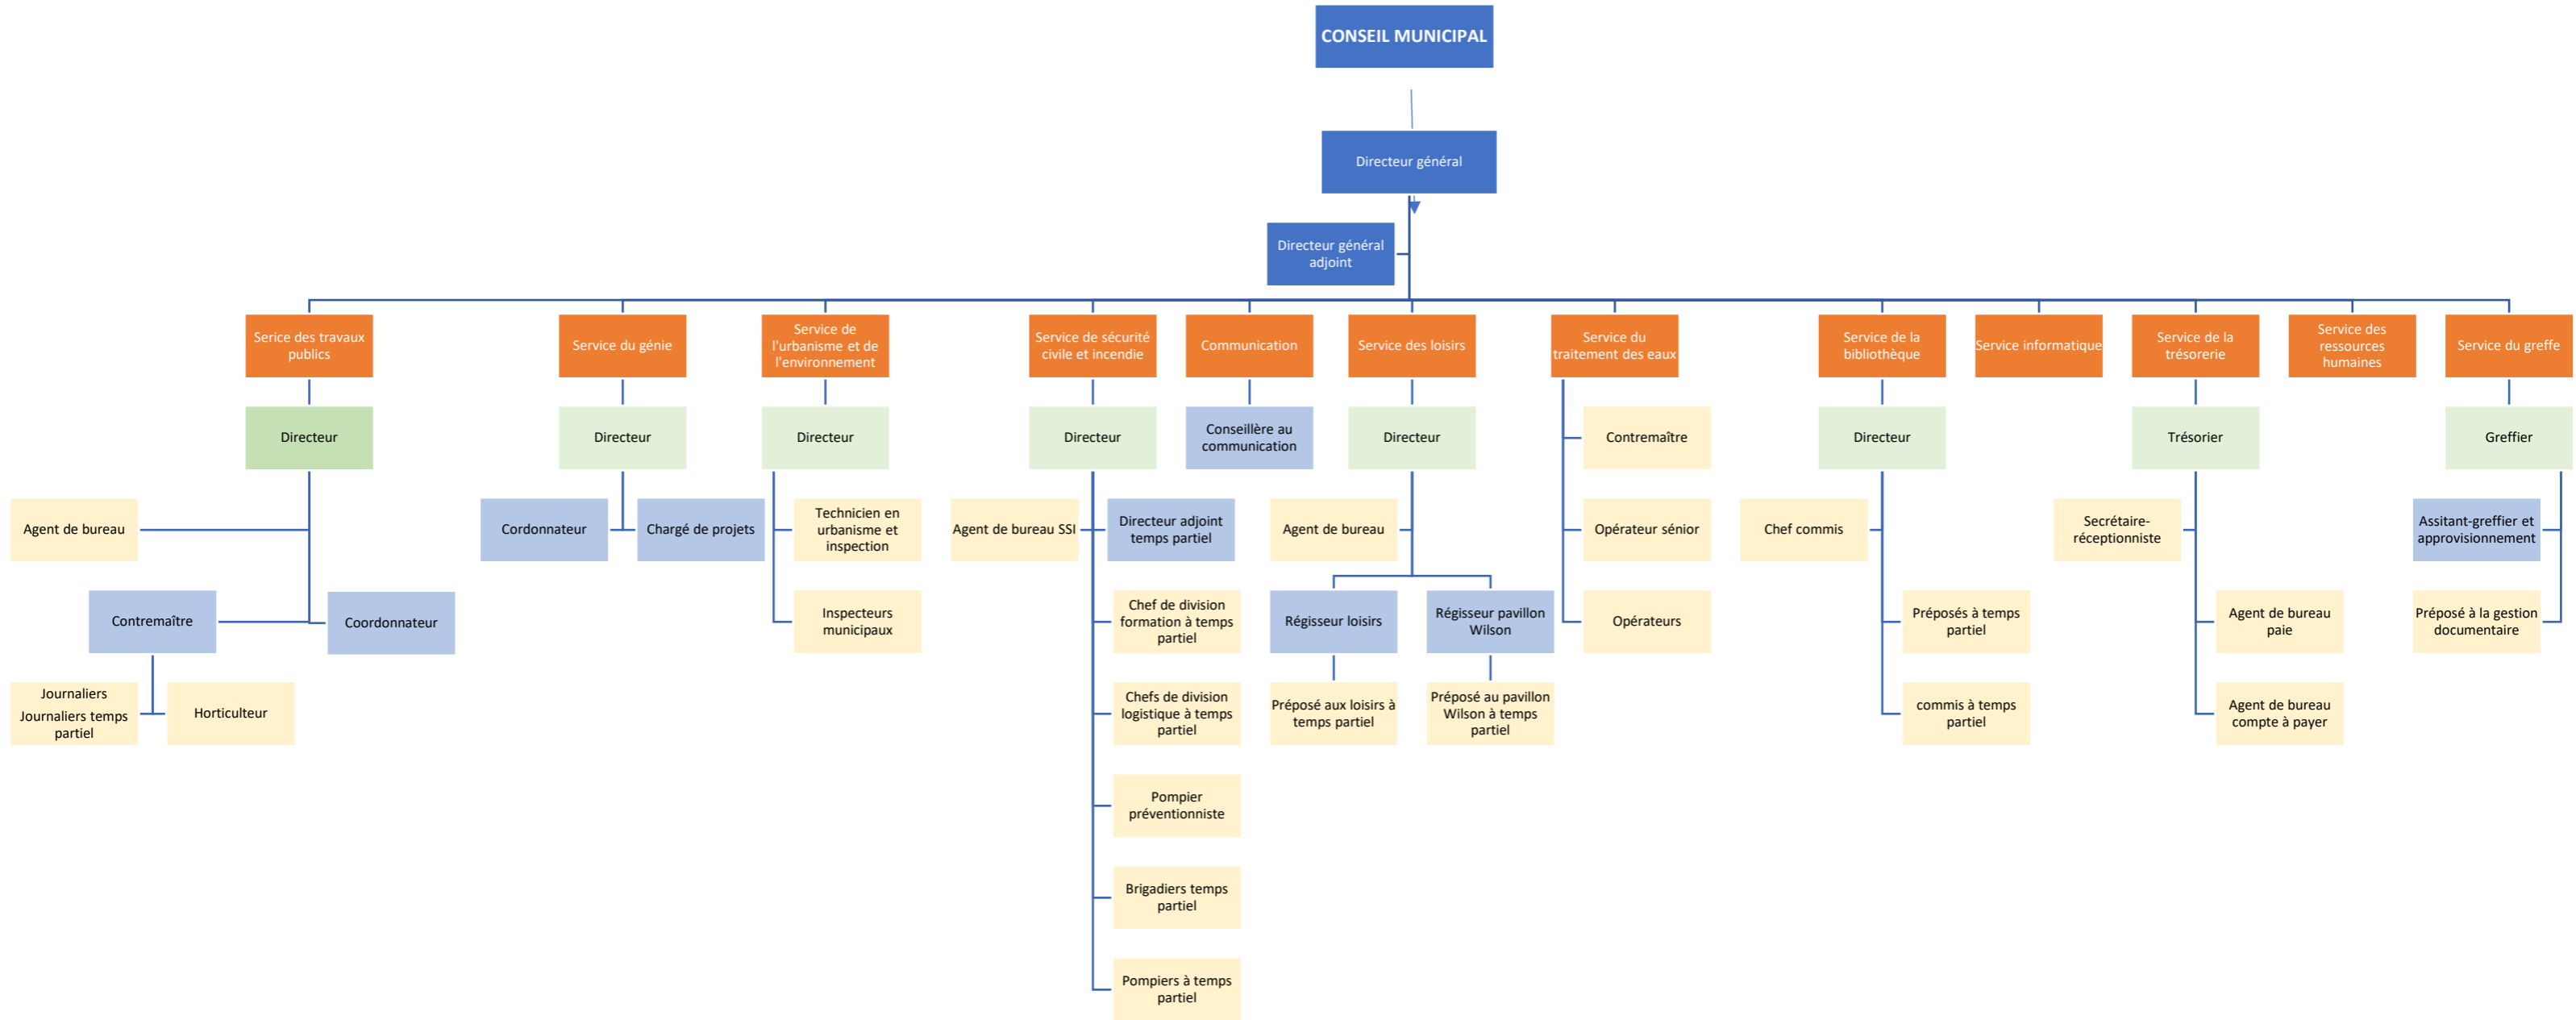 CONSEIL MUNICIPAL
Directeur général
Directeur général
adjoint
Serice des travaux
publics
Service du génie
Service de
l'urbanisme et de
l'environnement
Service de sécurité
civile et incendie
Communication
Service des loisirs
Service du
traitement des eaux
Service de la
bibliothèque
Service informatique
Service de la
trésorerie
Service des
ressources
humaines
Service du greffe
Directeur
Directeur
Directeur
Directeur
Conseillère au
communication
Directeur
Contremaître
Directeur
Trésorier
Greffier
Agent de bureau
Cordonnateur
Chargé de projets
Technicien en
urbanisme et
inspection
Agent de bureau SSI
Directeur adjoint
temps partiel
Agent de bureau
Opérateur sénior
Chef commis
Secrétaire-
réceptionniste
Assitant-greffier et
approvisionnement
Contremaître
Coordonnateur
Inspecteurs
municipaux
Chef de division
formation à temps
partiel
Régisseur loisirs
Régisseur pavillon
Wilson
Opérateurs
Préposés à temps
partiel
Agent de bureau
paie
Préposé à la gestion
documentaire
Journaliers
Journaliers temps
partiel
Horticulteur
Chefs de division
logistique à temps
partiel
Préposé aux loisirs à
temps partiel
Préposé au pavillon
Wilson à temps
partiel
commis à temps
partiel
Agent de bureau
compte à payer
Pompier
préventionniste
Brigadiers temps
partiel
Pompiers à temps
partiel